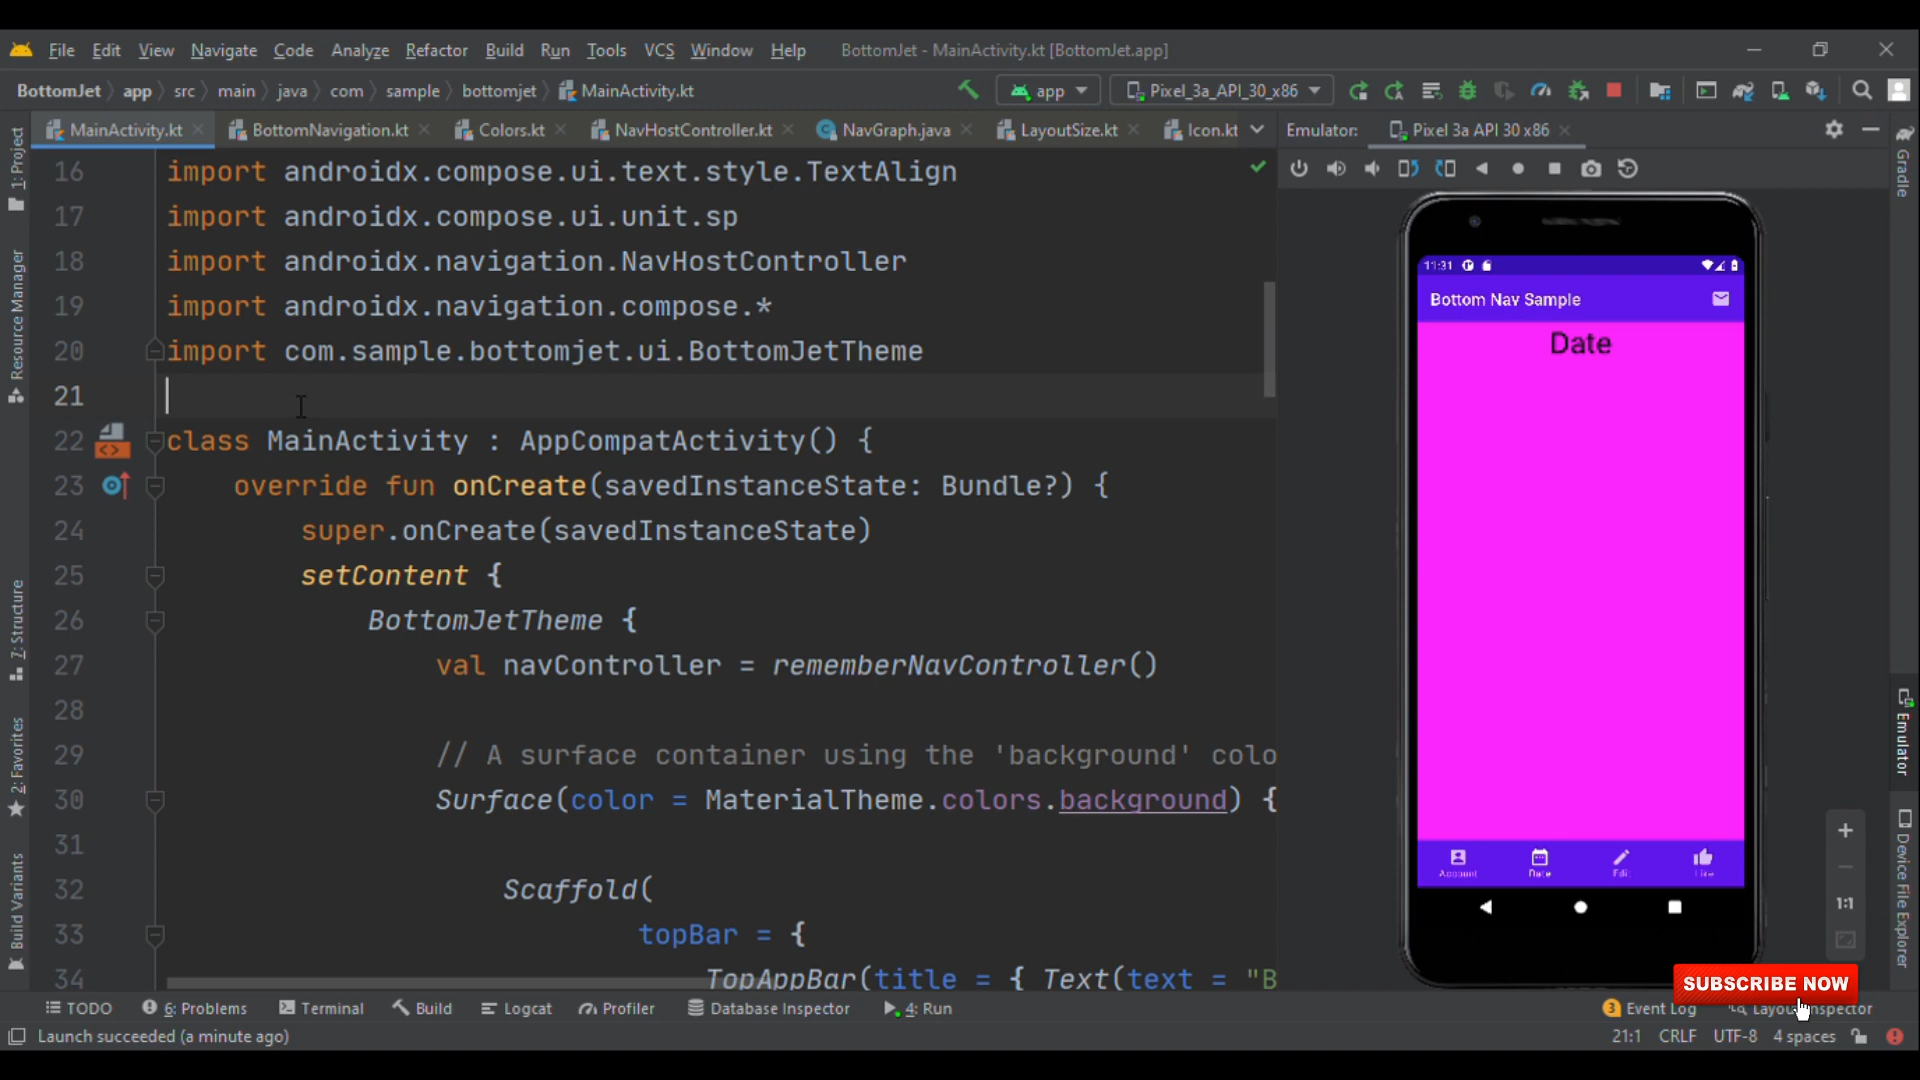 File Edit View Navigate Code Analyze Refactor Build Run Tools VCS Window Help BottomJet - MainActivity.kt [BottomJet.app]
BottomJet app src main java com sample bottomjet MainActivity.kt app Pixel_3a_API_30_x86
MainActivity.kt BottomNavigation.kt Colors.kt NavHostController.kt NavGraph.java LayoutSize.kt Icon.kt Emulator: Pixel 3a API 30 x86
1: Project
Resource Manager
7: Structure
2: Favorites
Build Variants
16 import androidx.compose.ui.text.style.TextAlign
17 import androidx.compose.ui.unit.sp
18 import androidx.navigation.NavHostController
19 import androidx.navigation.compose.*
20 import com.sample.bottomjet.ui.BottomJetTheme
21
22 class MainActivity : AppCompatActivity() {
23 override fun onCreate(savedInstanceState: Bundle?) {
24 super.onCreate(savedInstanceState)
25 setContent {
26 BottomJetTheme {
27 val navController = rememberNavController()
28
29 // A surface container using the 'background' colo
30 Surface(color = MaterialTheme.colors.background) {
31
32 Scaffold(
33 topBar = {
34 TopAppBar(title = { Text(text = "B
11:31
Bottom Nav Sample
Date
Account Date Edit Like
1:1
Gradle
Emulator
Device File Explorer
SUBSCRIBE NOW
TODO 6: Problems Terminal Build Logcat Profiler Database Inspector 4: Run 3 Event Log
Launch succeeded (a minute ago) 21:1 CRLF UTF-8 4 spaces